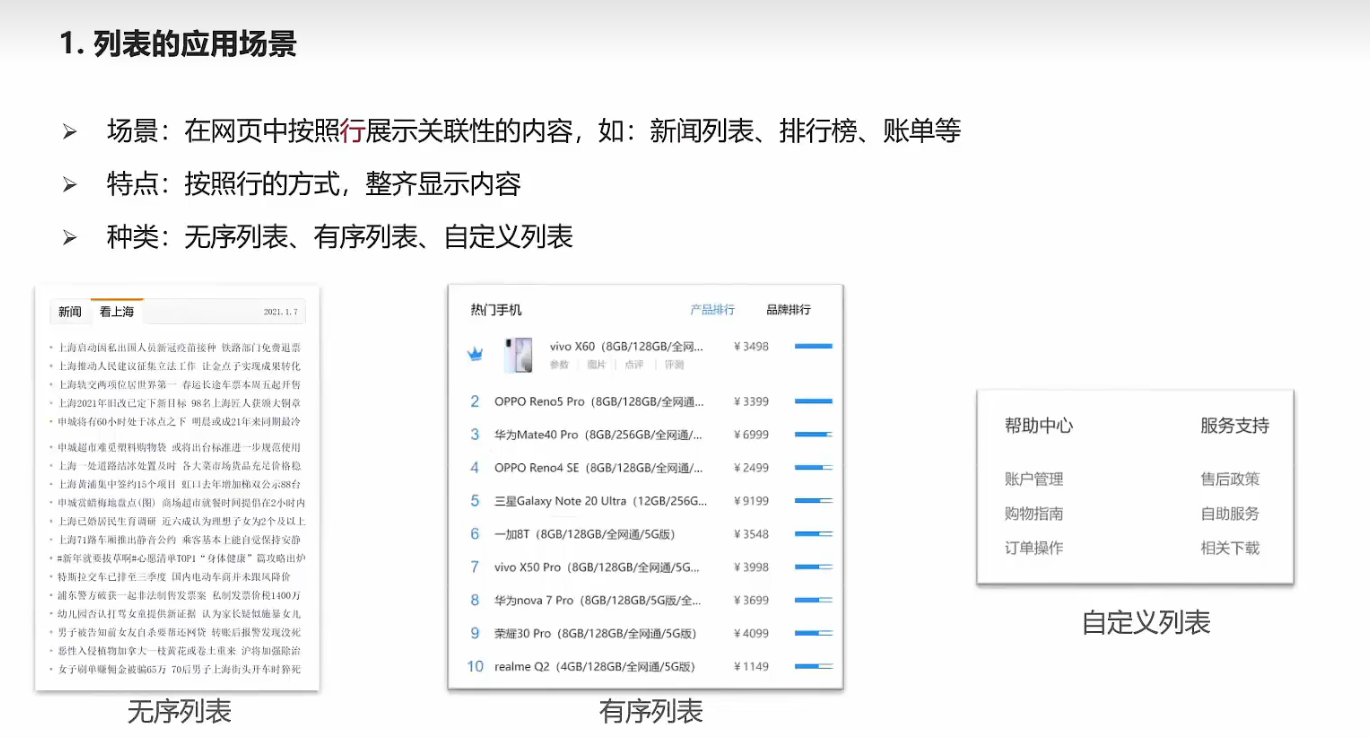 1. 列表的应用场景
➢ 场景：在网页中按照行展示关联性的内容，如：新闻列表、排行榜、账单等
➢ 特点：按照行的方式，整齐显示内容
➢ 种类：无序列表、有序列表、自定义列表
新闻 看上海 2021.1.7
上海启动因私出国人员新冠疫苗接种 铁路部门免费退票
上海推动人民建议征集立法工作 让金点子实现成果转化
上海轨交两项位居世界第一 春运长途车票本周五起开售
上海2021年旧改已定下新目标 98名上海匠人获颁大铜章
申城将有60小时处于冰点之下 明晨或成21年来同期最冷
申城超市难觅塑料购物袋 或将出台标准进一步规范使用
上海一处道路结冰处置及时 各大菜市场货品充足价格稳
上海黄浦集中签约15个项目 虹口去年增加梯双公示88台
申城赏蜡梅地盘点(图) 商场超市就餐时间提倡在2小时内
上海已婚居民生育调研 近六成认为理想子女为2个及以上
上海71路车厢推出静音公约 乘客基本上能自觉保持安静
#新年就要拔草啊#心愿清单TOP1“身体健康”篇攻略出炉
特斯拉交车已排至三季度 国内电动车商并未跟风降价
浦东警方破获一起非法制售发票案 私制发票价税1400万
幼儿园否认打骂女童提供新证据 认为家长疑似施暴女儿
男子被告知前女友自杀要帮还网贷 转账后报警发现没死
恶性入侵植物加拿大一枝黄花或卷土重来 沪将加强除治
女子刷单赚佣金被骗65万 70后男子上海街头开车时猝死
无序列表
热门手机 产品排行 品牌排行
vivo X60（8GB/128GB/全网... ¥3498
参数 图片 点评 评测
2 OPPO Reno5 Pro（8GB/128GB/全网通... ¥3399
3 华为Mate40 Pro（8GB/256GB/全网通/... ¥6999
4 OPPO Reno4 SE（8GB/128GB/全网通/... ¥2499
5 三星Galaxy Note 20 Ultra（12GB/256G... ¥9199
6 一加8T（8GB/128GB/全网通/5G版） ¥3548
7 vivo X50 Pro（8GB/128GB/全网通/5G... ¥3998
8 华为nova 7 Pro（8GB/128GB/5G版/全... ¥3699
9 荣耀30 Pro（8GB/128GB/全网通/5G版） ¥4099
10 realme Q2（4GB/128GB/全网通/5G版） ¥1149
有序列表
帮助中心 服务支持
账户管理 售后政策
购物指南 自助服务
订单操作 相关下载
自定义列表